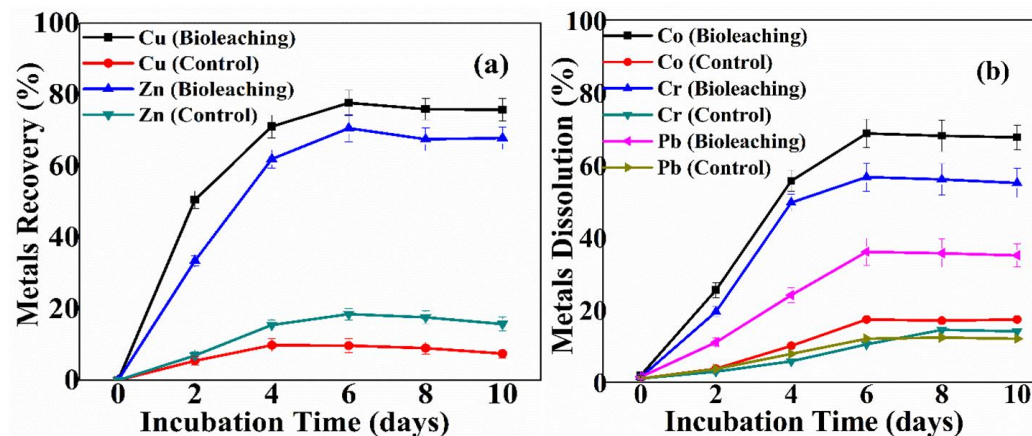 100
80
60
40
20
0
Metals Recovery (%)
Cu (Bioleaching)
Cu (Control)
Zn (Bioleaching)
Zn (Control)
(a)
0 2 4 6 8 10
Incubation Time (days)
100
80
60
40
20
0
Metals Dissolution (%)
Co (Bioleaching)
Co (Control)
Cr (Bioleaching)
Cr (Control)
Pb (Bioleaching)
Pb (Control)
(b)
0 2 4 6 8 10
Incubation Time (days)